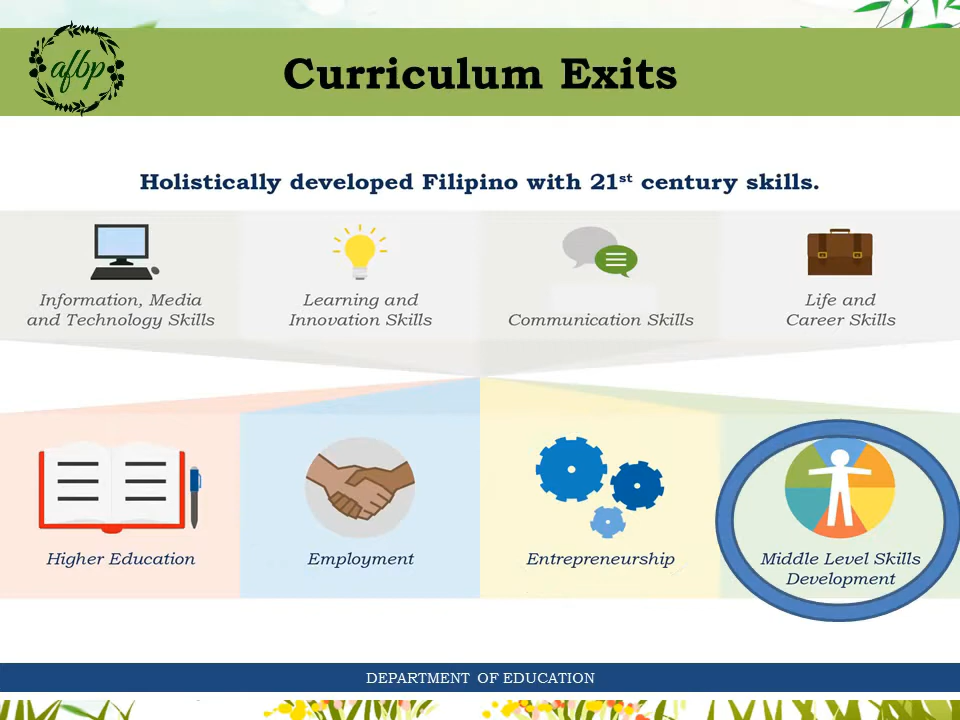 afbp
Curriculum Exits
Holistically developed Filipino with 21st century skills.
Information, Media
and Technology Skills
Learning and
Innovation Skills
Communication Skills
Life and
Career Skills
Higher Education
Employment
Entrepreneurship
Middle Level Skills
Development
DEPARTMENT OF EDUCATION